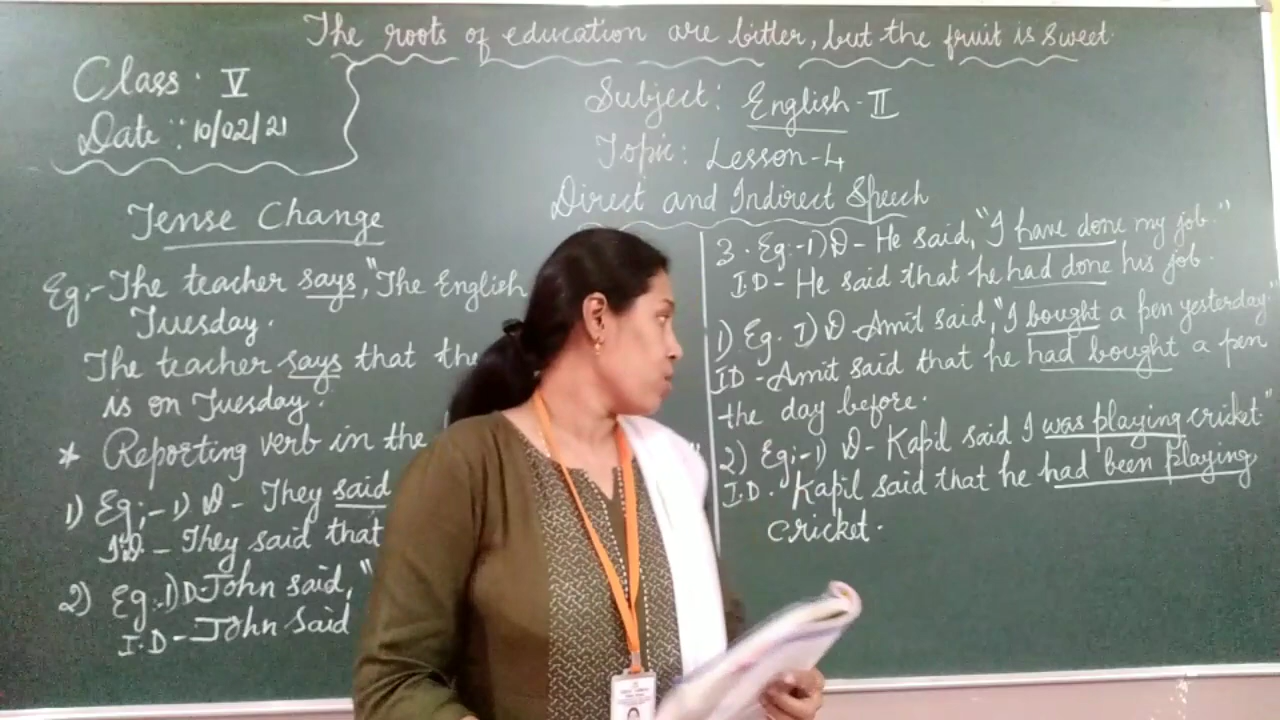 The roots of education are bitter, but the fruit is sweet
Class: V
Date: 10/02/21
Subject: English-II
Topic: Lesson-4
Direct and Indirect Speech
Tense Change
Eg:- The teacher says, "The English
Tuesday.
The teacher says that the
is on Tuesday.
* Reporting verb in the
1) Eg:- 1) D - They said
ID. - They said that
2) Eg:-1) D-John said, "
I.D - John said
3. Eg:-1) D- He said, "I have done my job."
I.D - He said that he had done his job.
1) Eg. I) D-Amit said, "I bought a pen yesterday."
ID - Amit said that he had bought a pen
the day before.
2) Eg:-1) D- Kapil said I was playing cricket."
I.D. Kapil said that he had been playing
cricket.